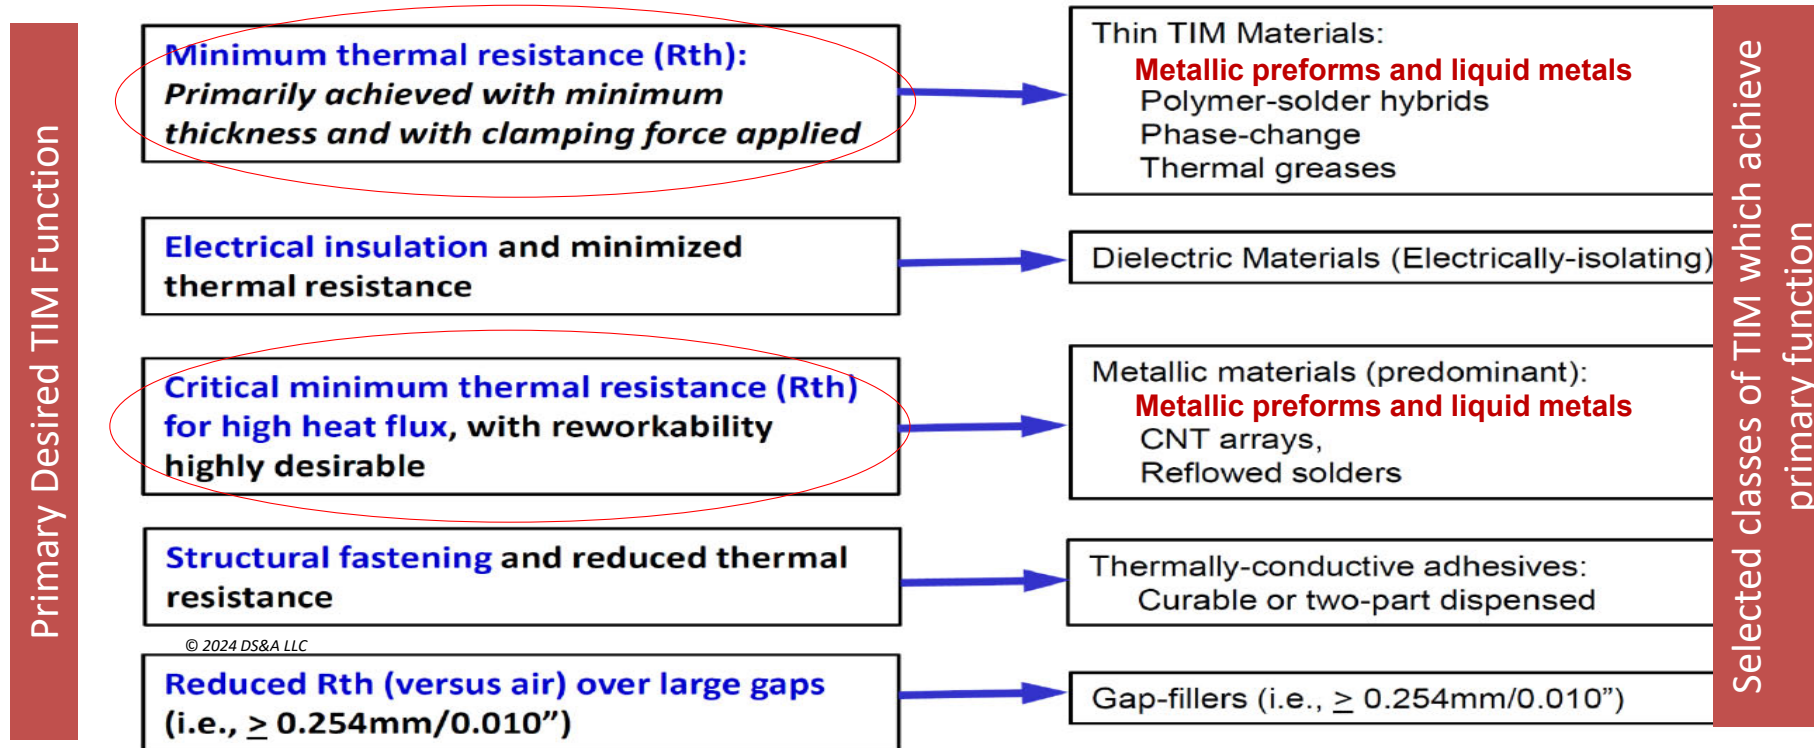 Primary Desired TIM Function
Minimum thermal resistance (Rth):
Primarily achieved with minimum
thickness and with clamping force applied
Thin TIM Materials:
Metallic preforms and liquid metals
Polymer-solder hybrids
Phase-change
Thermal greases
Electrical insulation and minimized
thermal resistance
Dielectric Materials (Electrically-isolating)
Critical minimum thermal resistance (Rth)
for high heat flux, with reworkability
highly desirable
Metallic materials (predominant):
Metallic preforms and liquid metals
CNT arrays,
Reflowed solders
Structural fastening and reduced thermal
resistance
Thermally-conductive adhesives:
Curable or two-part dispensed
© 2024 DS&A LLC
Reduced Rth (versus air) over large gaps
(i.e., ≥ 0.254mm/0.010”)
Gap-fillers (i.e., ≥ 0.254mm/0.010”)
Selected classes of TIM which achieve
primary function